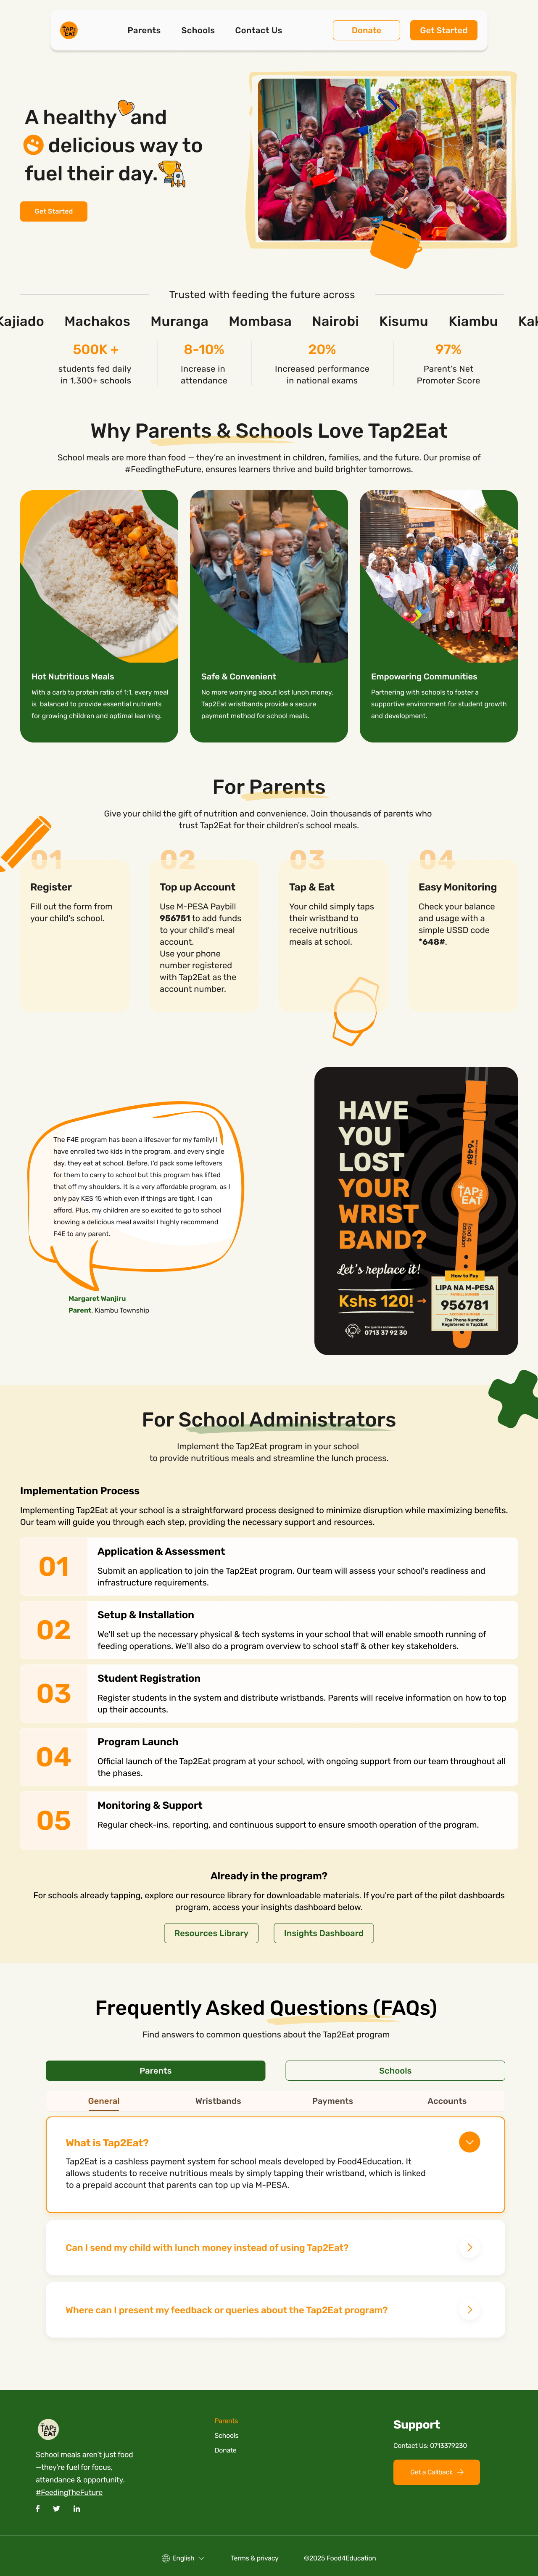 TAP2
EAT
Parents
Schools
Contact Us
Donate
Get Started
A healthy and
delicious way to
fuel their day.
Get Started
Trusted with feeding the future across
Kajiado Machakos Muranga Mombasa Nairobi Kisumu Kiambu Kak
500K +
students fed daily
in 1,300+ schools
8-10%
Increase in
attendance
20%
Increased performance
in national exams
97%
Parent's Net
Promoter Score
Why Parents & Schools Love Tap2Eat
School meals are more than food — they're an investment in children, families, and the future. Our promise of
#FeedingtheFuture, ensures learners thrive and build brighter tomorrows.
Hot Nutritious Meals
With a carb to protein ratio of 1:1, every meal
is balanced to provide essential nutrients
for growing children and optimal learning.
Safe & Convenient
No more worrying about lost lunch money.
Tap2Eat wristbands provide a secure
payment method for school meals.
Empowering Communities
Partnering with schools to foster a
supportive environment for student growth
and development.
For Parents
Give your child the gift of nutrition and convenience. Join thousands of parents who
trust Tap2Eat for their children's school meals.
01
Register
Fill out the form from
your child's school.
02
Top up Account
Use M-PESA Paybill
956751 to add funds
to your child's meal
account.
Use your phone
number registered
with Tap2Eat as the
account number.
03
Tap & Eat
Your child simply taps
their wristband to
receive nutritious
meals at school.
04
Easy Monitoring
Check your balance
and usage with a
simple USSD code
*648#.
The F4E program has been a lifesaver for my family! I
have enrolled two kids in the program, and every single
day, they eat at school. Before, I'd pack some leftovers
for them to carry to school but this program has lifted
that off my shoulders. It is a very affordable program, as I
only pay KES 15 which even if things are tight, I can
afford. Plus, my children are so excited to go to school
knowing a delicious meal awaits! I highly recommend
F4E to any parent.
Margaret Wanjiru
Parent, Kiambu Township
HAVE
YOU
LOST
YOUR
WRIST
BAND?
Let's replace it!
Kshs 120!
For queries and more info,
0713 37 92 30
*648#
TAP2
EAT
Food 4
Education
How to Pay
LIPA NA M-PESA
PAYBILL NUMBER
956781
ACCOUNT NUMBER
The Phone Number
Registered in Tap2Eat
For School Administrators
Implement the Tap2Eat program in your school
to provide nutritious meals and streamline the lunch process.
Implementation Process
Implementing Tap2Eat at your school is a straightforward process designed to minimize disruption while maximizing benefits.
Our team will guide you through each step, providing the necessary support and resources.
01
Application & Assessment
Submit an application to join the Tap2Eat program. Our team will assess your school's readiness and
infrastructure requirements.
02
Setup & Installation
We'll set up the necessary physical & tech systems in your school that will enable smooth running of
feeding operations. We'll also do a program overview to school staff & other key stakeholders.
03
Student Registration
Register students in the system and distribute wristbands. Parents will receive information on how to top
up their accounts.
04
Program Launch
Official launch of the Tap2Eat program at your school, with ongoing support from our team throughout all
the phases.
05
Monitoring & Support
Regular check-ins, reporting, and continuous support to ensure smooth operation of the program.
Already in the program?
For schools already tapping, explore our resource library for downloadable materials. If you're part of the pilot dashboards
program, access your insights dashboard below.
Resources Library
Insights Dashboard
Frequently Asked Questions (FAQs)
Find answers to common questions about the Tap2Eat program
Parents
Schools
General
Wristbands
Payments
Accounts
What is Tap2Eat?
Tap2Eat is a cashless payment system for school meals developed by Food4Education. It
allows students to receive nutritious meals by simply tapping their wristband, which is linked
to a prepaid account that parents can top up via M-PESA.
Can I send my child with lunch money instead of using Tap2Eat?
Where can I present my feedback or queries about the Tap2Eat program?
TAP2
EAT
School meals aren't just food
—they're fuel for focus,
attendance & opportunity.
#FeedingTheFuture
Parents
Schools
Donate
Support
Contact Us: 0713379230
Get a Callback
English
Terms & privacy
©2025 Food4Education